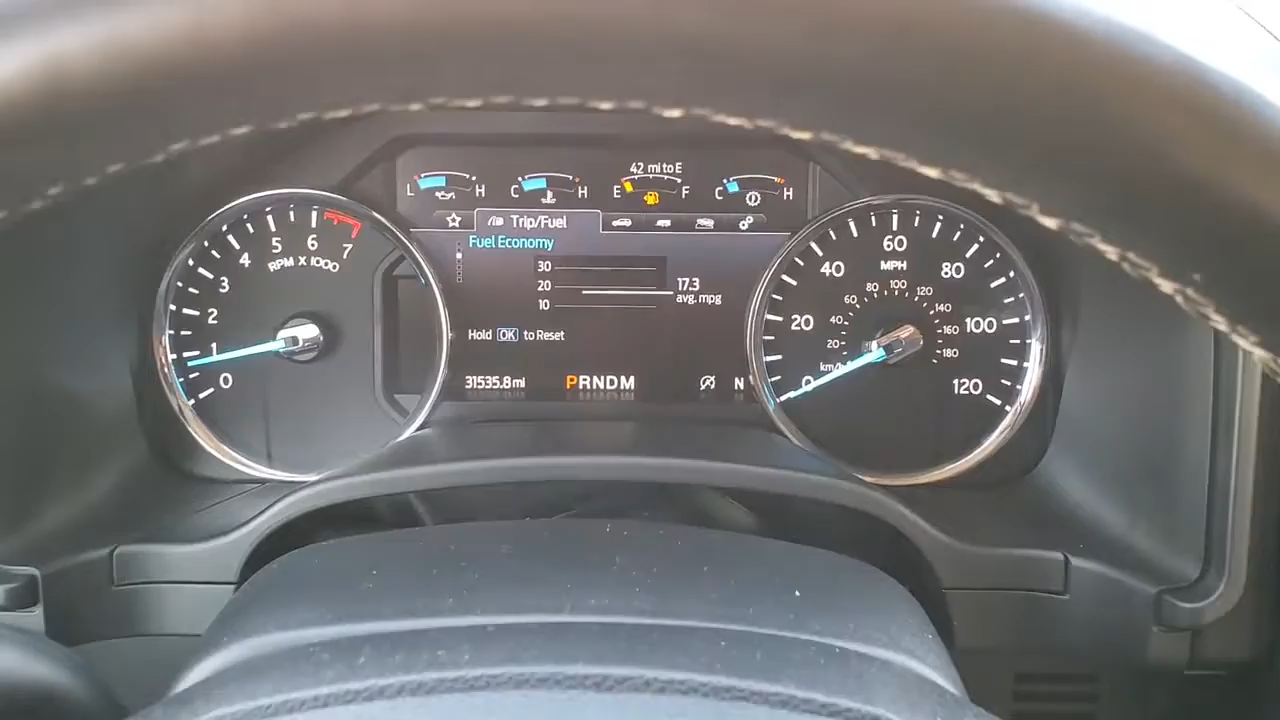 42 mi to E
L H C H E F C H
Trip/Fuel
Fuel Economy
30
20
10
17.3
avg. mpg
Hold OK to Reset
31535.8 mi
PRNDM
N
0 1 2 3 4 5 6 7
RPM X 1000
0 20 40 60 80 100 120
MPH
20 40 60 80 100 120 140 160 180
km/h